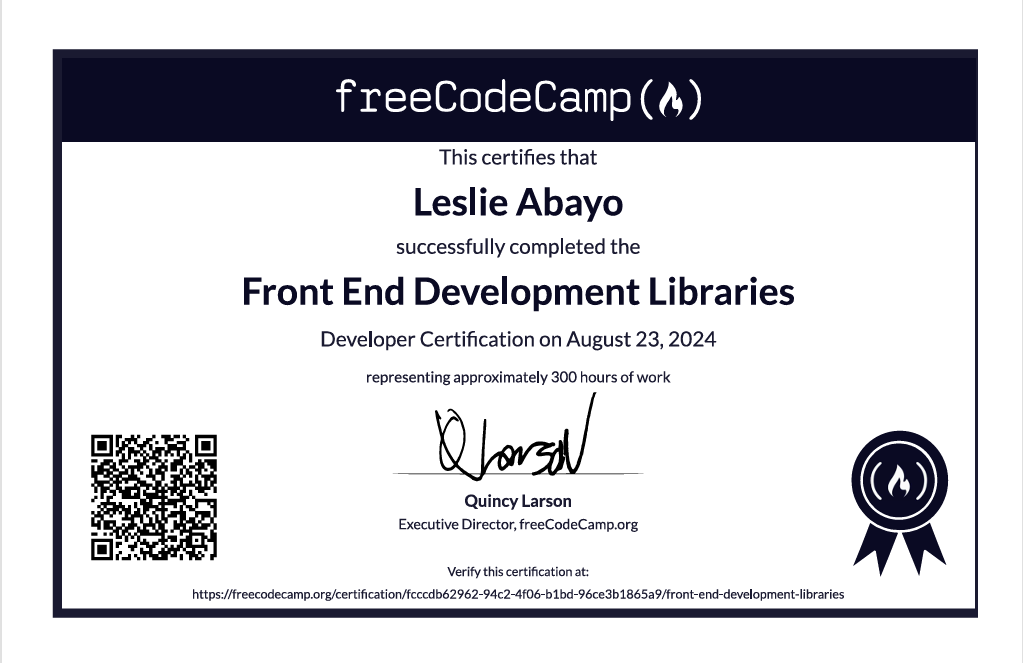 freeCodeCamp(🔥)
This certifies that
Leslie Abayo
successfully completed the
Front End Development Libraries
Developer Certification on August 23, 2024
representing approximately 300 hours of work
Q Larson
Quincy Larson
Executive Director, freeCodeCamp.org
Verify this certification at:
https://freecodecamp.org/certification/fcccdb62962-94c2-4f06-b1bd-96ce3b1865a9/front-end-development-libraries